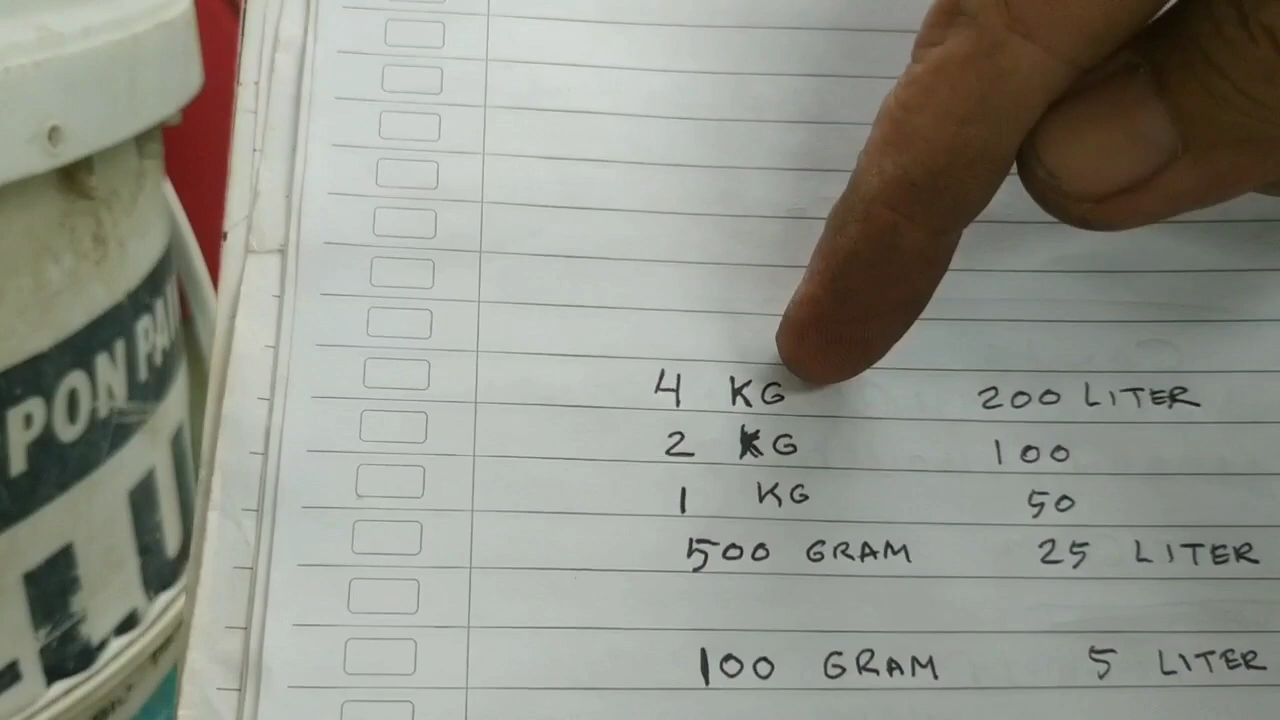 PON PAI
4 KG 200 LITER
2 KG 100
1 KG 50
500 GRAM 25 LITER
100 GRAM 5 LITER